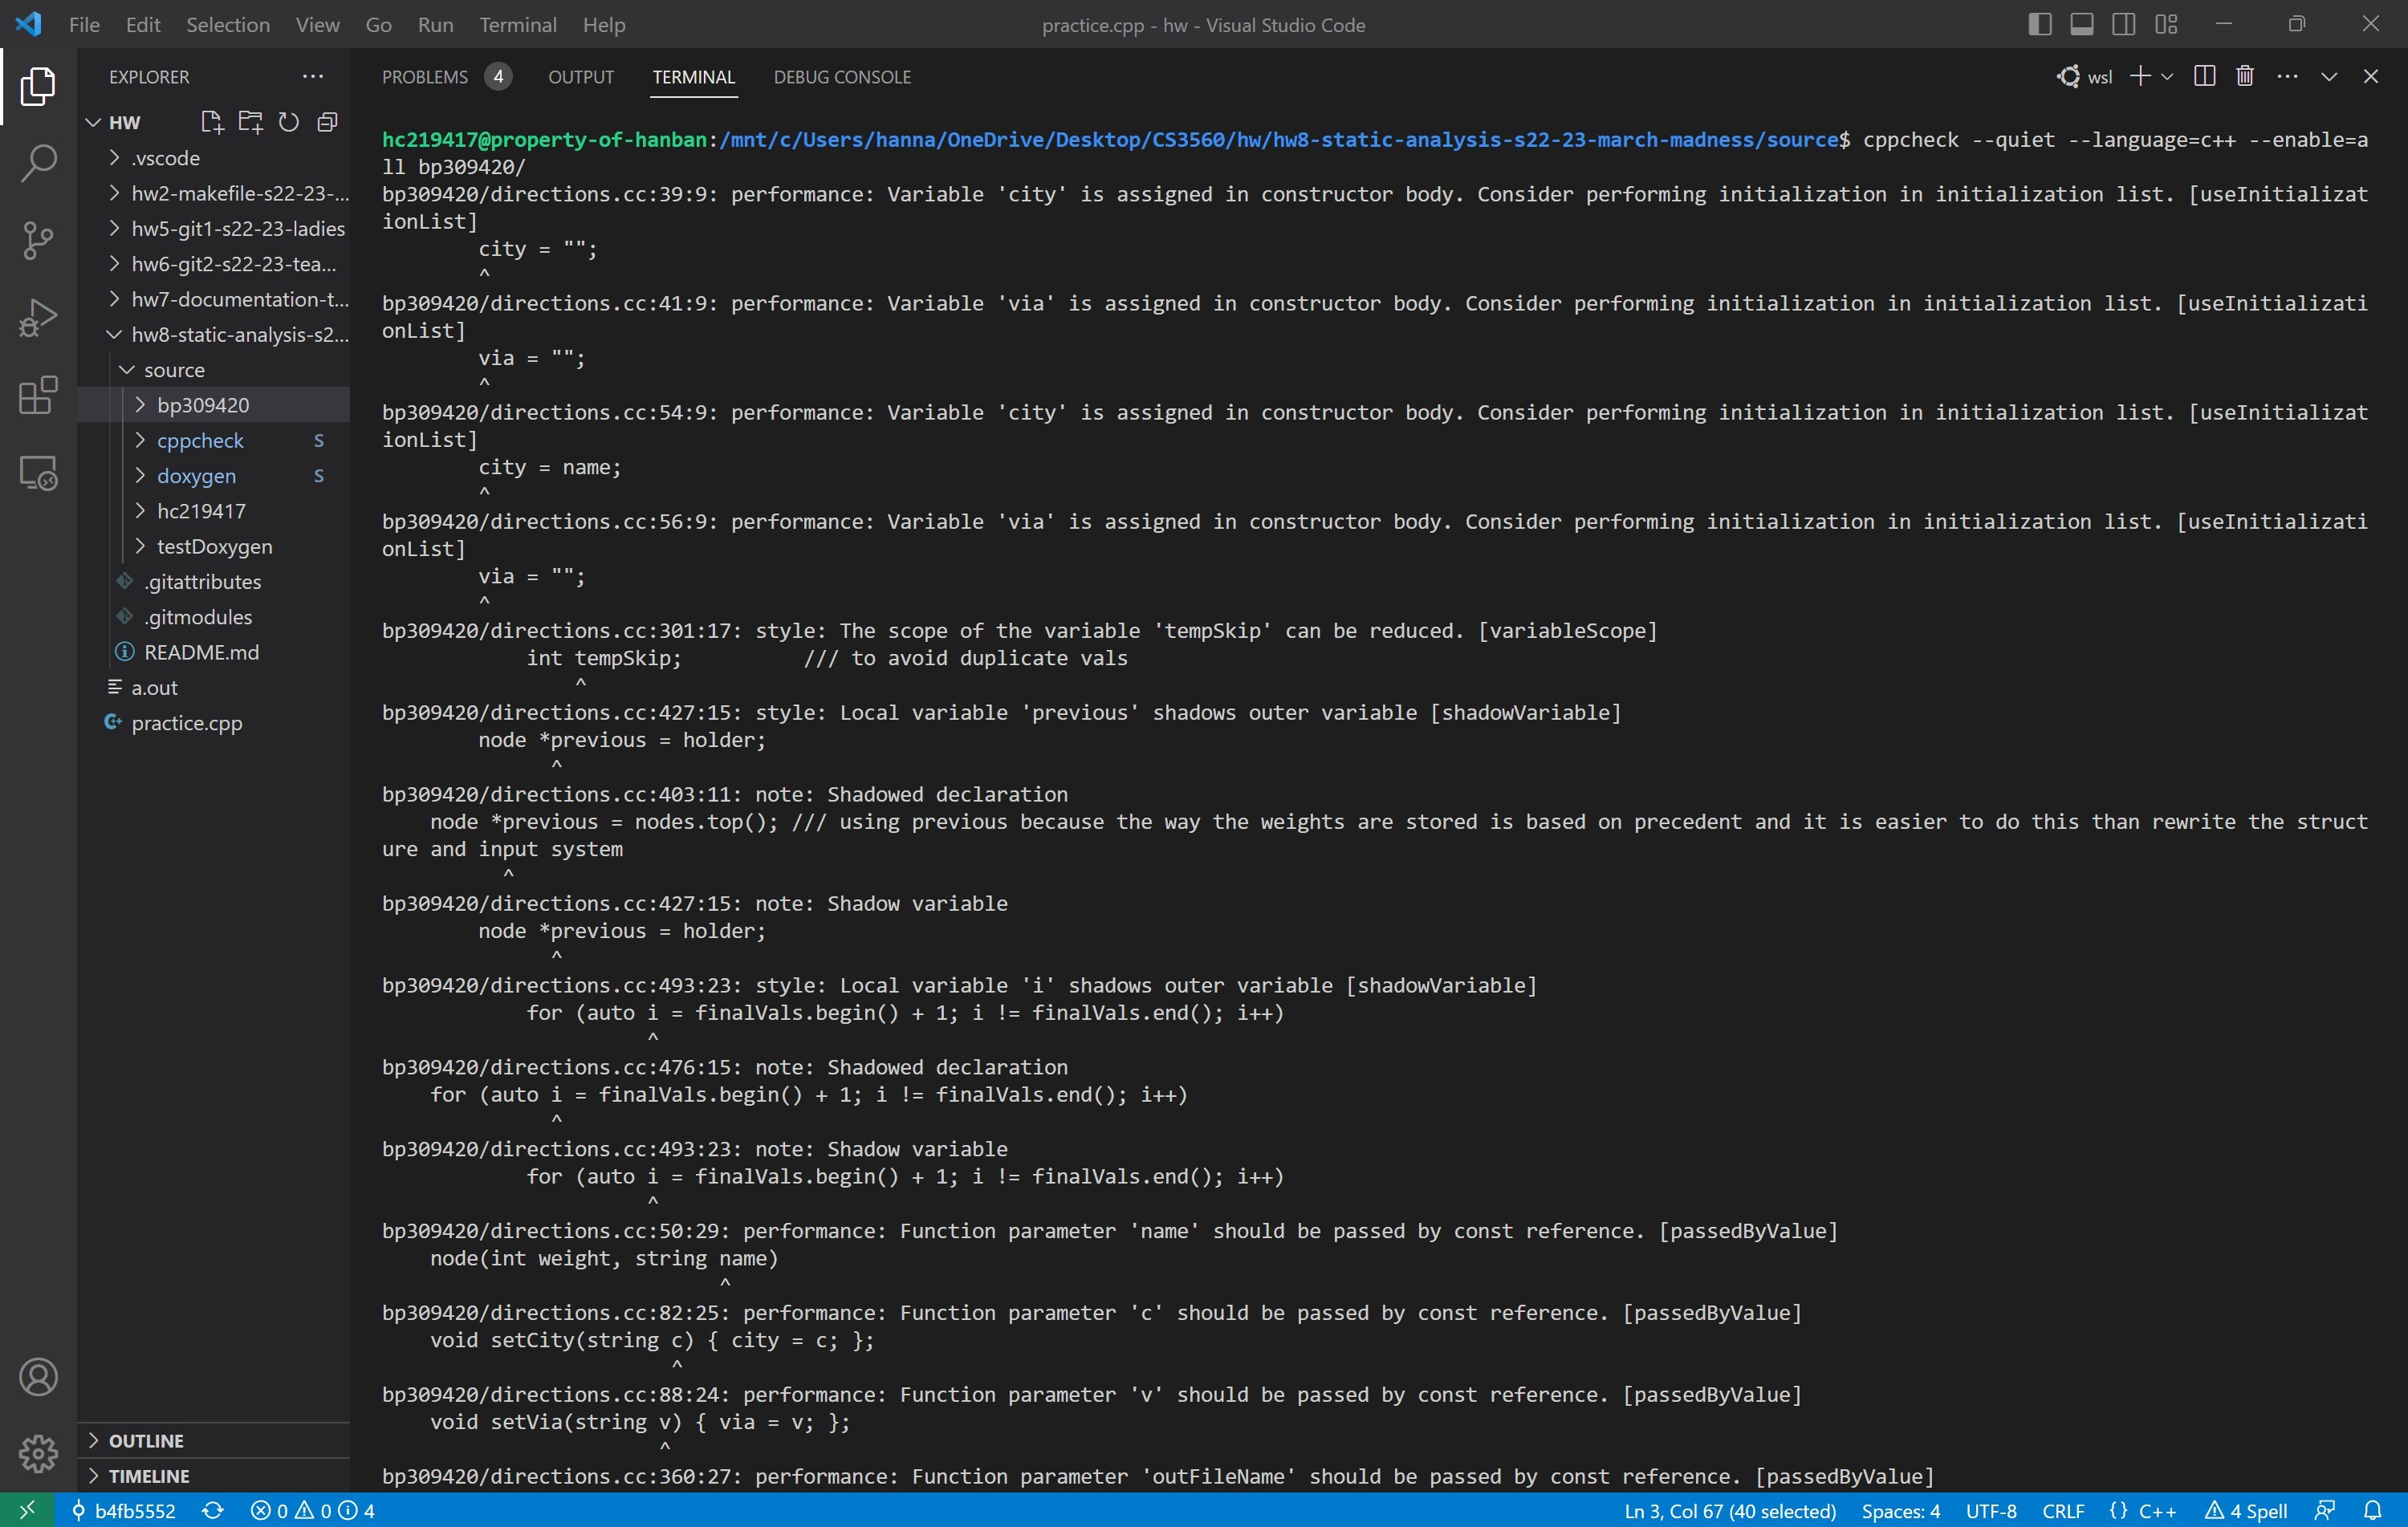 File Edit Selection View Go Run Terminal Help
practice.cpp - hw - Visual Studio Code
EXPLORER
HW
.vscode
hw2-makefile-s22-23-...
hw5-git1-s22-23-ladies
hw6-git2-s22-23-tea...
hw7-documentation-t...
hw8-static-analysis-s2...
source
bp309420
cppcheck S
doxygen S
hc219417
testDoxygen
.gitattributes
.gitmodules
README.md
a.out
practice.cpp
OUTLINE
TIMELINE
PROBLEMS 4 OUTPUT TERMINAL DEBUG CONSOLE
wsl
hc219417@property-of-hanban:/mnt/c/Users/hanna/OneDrive/Desktop/CS3560/hw/hw8-static-analysis-s22-23-march-madness/source$ cppcheck --quiet --language=c++ --enable=a
ll bp309420/
bp309420/directions.cc:39:9: performance: Variable 'city' is assigned in constructor body. Consider performing initialization in initialization list. [useInitializat
ionList]
city = "";
^
bp309420/directions.cc:41:9: performance: Variable 'via' is assigned in constructor body. Consider performing initialization in initialization list. [useInitializati
onList]
via = "";
^
bp309420/directions.cc:54:9: performance: Variable 'city' is assigned in constructor body. Consider performing initialization in initialization list. [useInitializat
ionList]
city = name;
^
bp309420/directions.cc:56:9: performance: Variable 'via' is assigned in constructor body. Consider performing initialization in initialization list. [useInitializati
onList]
via = "";
^
bp309420/directions.cc:301:17: style: The scope of the variable 'tempSkip' can be reduced. [variableScope]
int tempSkip; /// to avoid duplicate vals
^
bp309420/directions.cc:427:15: style: Local variable 'previous' shadows outer variable [shadowVariable]
node *previous = holder;
^
bp309420/directions.cc:403:11: note: Shadowed declaration
node *previous = nodes.top(); /// using previous because the way the weights are stored is based on precedent and it is easier to do this than rewrite the struct
ure and input system
^
bp309420/directions.cc:427:15: note: Shadow variable
node *previous = holder;
^
bp309420/directions.cc:493:23: style: Local variable 'i' shadows outer variable [shadowVariable]
for (auto i = finalVals.begin() + 1; i != finalVals.end(); i++)
^
bp309420/directions.cc:476:15: note: Shadowed declaration
for (auto i = finalVals.begin() + 1; i != finalVals.end(); i++)
^
bp309420/directions.cc:493:23: note: Shadow variable
for (auto i = finalVals.begin() + 1; i != finalVals.end(); i++)
^
bp309420/directions.cc:50:29: performance: Function parameter 'name' should be passed by const reference. [passedByValue]
node(int weight, string name)
^
bp309420/directions.cc:82:25: performance: Function parameter 'c' should be passed by const reference. [passedByValue]
void setCity(string c) { city = c; };
^
bp309420/directions.cc:88:24: performance: Function parameter 'v' should be passed by const reference. [passedByValue]
void setVia(string v) { via = v; };
^
bp309420/directions.cc:360:27: performance: Function parameter 'outFileName' should be passed by const reference. [passedByValue]
b4fb5552 0 0 4 Ln 3, Col 67 (40 selected) Spaces: 4 UTF-8 CRLF {} C++ 4 Spell